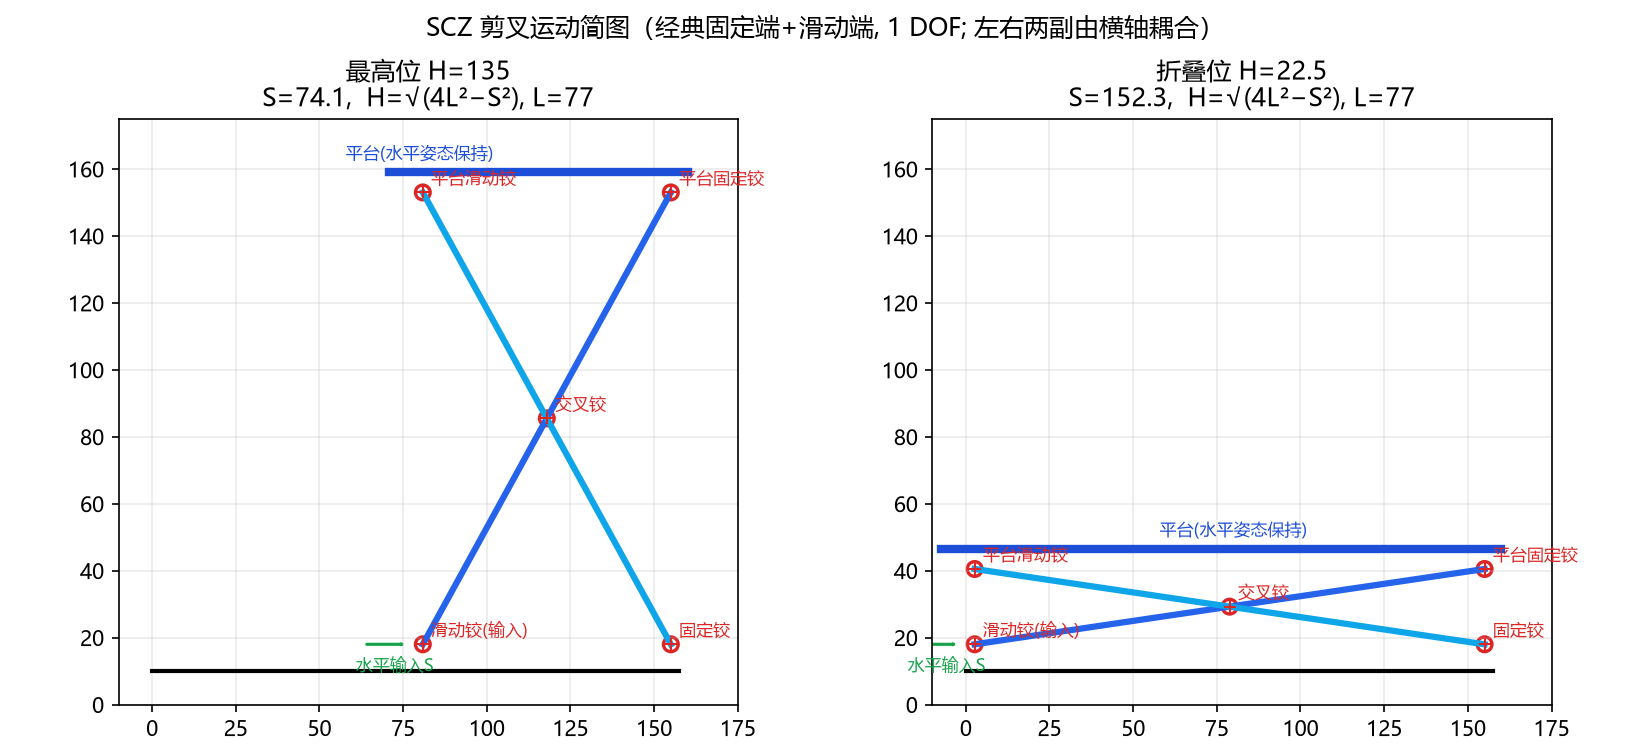 SCZ 剪叉运动简图（经典固定端+滑动端, 1 DOF; 左右两副由横轴耦合）
最高位 H=135
S=74.1,  H=√(4L²−S²), L=77
平台(水平姿态保持)
平台滑动铰
平台固定铰
交叉铰
滑动铰(输入)
固定铰
水平输入S
160
140
120
100
80
60
40
20
0
0
25
50
75
100
125
150
175
折叠位 H=22.5
S=152.3,  H=√(4L²−S²), L=77
平台(水平姿态保持)
平台滑动铰
平台固定铰
交叉铰
滑动铰(输入)
固定铰
水平输入S
160
140
120
100
80
60
40
20
0
0
25
50
75
100
125
150
175